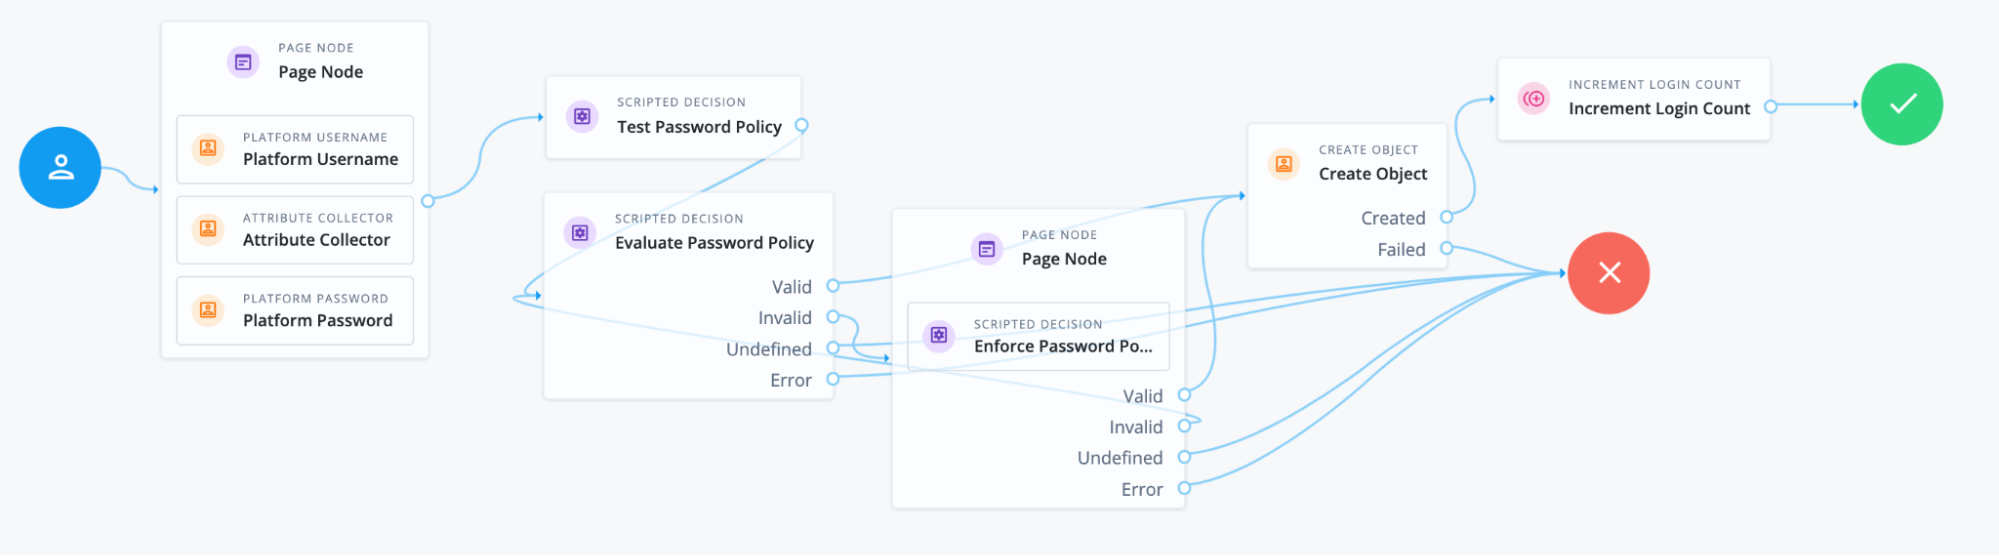 PAGE NODE
Page Node
PLATFORM USERNAME
Platform Username
ATTRIBUTE COLLECTOR
Attribute Collector
PLATFORM PASSWORD
Platform Password
SCRIPTED DECISION
Test Password Policy
SCRIPTED DECISION
Evaluate Password Policy
Valid
Invalid
Undefined
Error
PAGE NODE
Page Node
SCRIPTED DECISION
Enforce Password Po...
Valid
Invalid
Undefined
Error
CREATE OBJECT
Create Object
Created
Failed
INCREMENT LOGIN COUNT
Increment Login Count